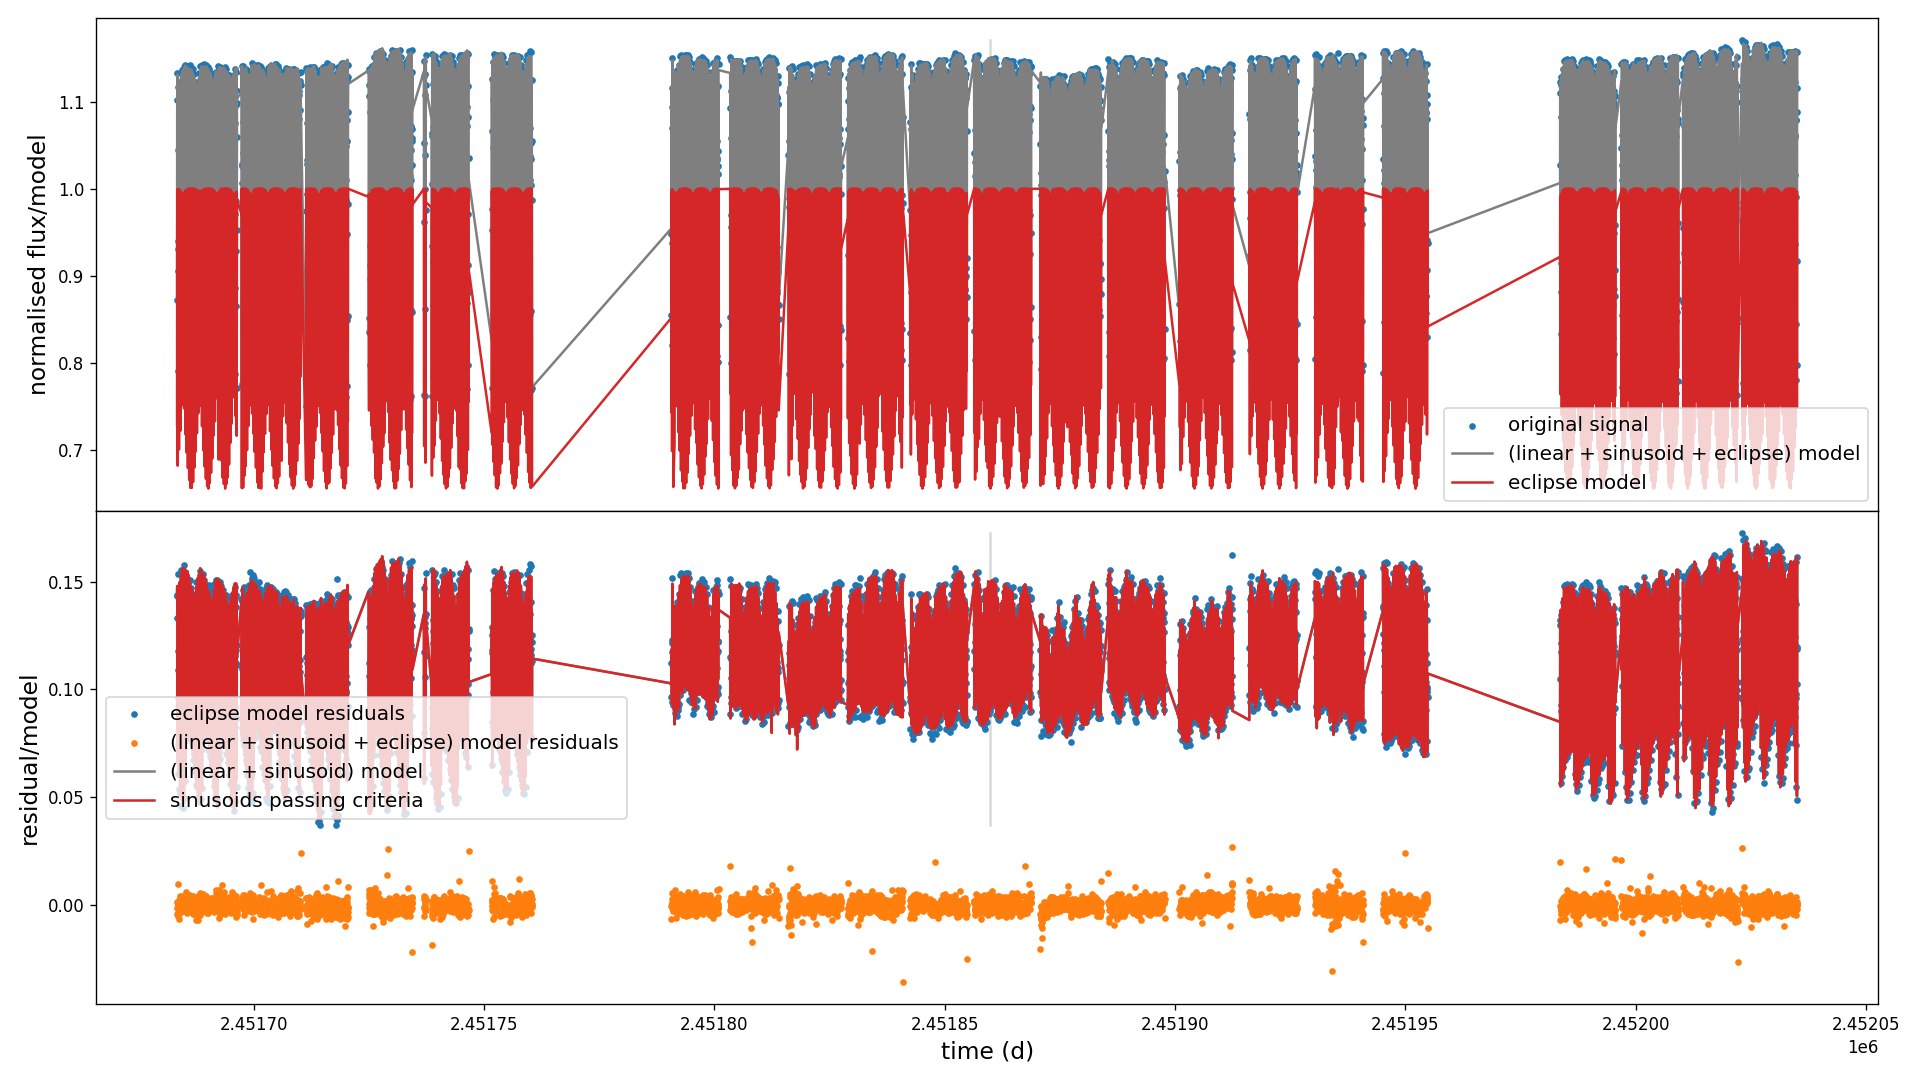 normalised flux/model
1.1
1.0
0.9
0.8
0.7
original signal
(linear + sinusoid + eclipse) model
eclipse model
residual/model
0.15
0.10
0.05
0.00
eclipse model residuals
(linear + sinusoid + eclipse) model residuals
(linear + sinusoid) model
sinusoids passing criteria
2.45170 2.45175 2.45180 2.45185 2.45190 2.45195 2.45200 2.45205
1e6
time (d)